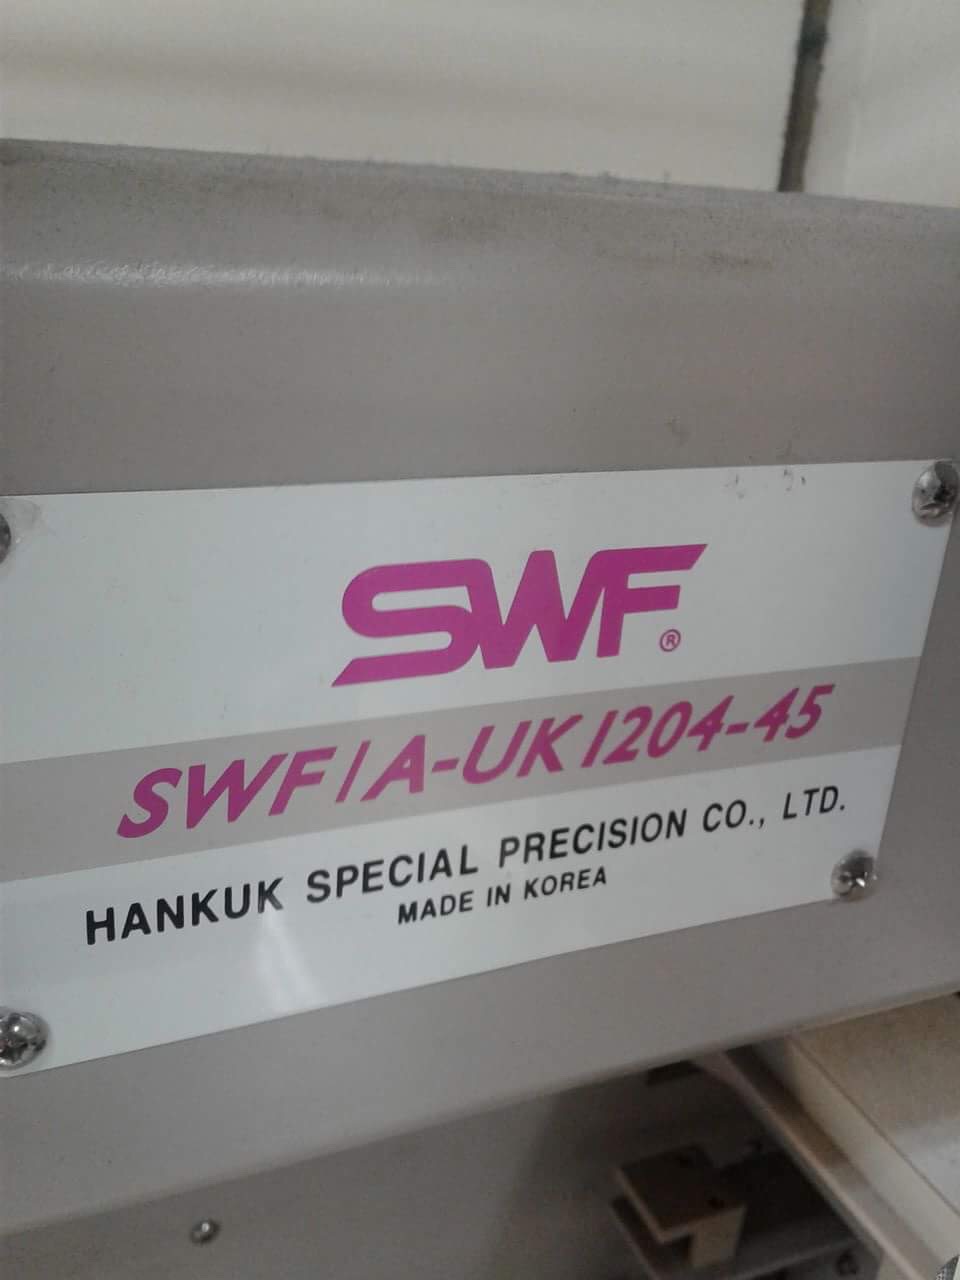 SWF®
SWF/A-UK1204-45
HANKUK SPECIAL PRECISION CO., LTD.
MADE IN KOREA